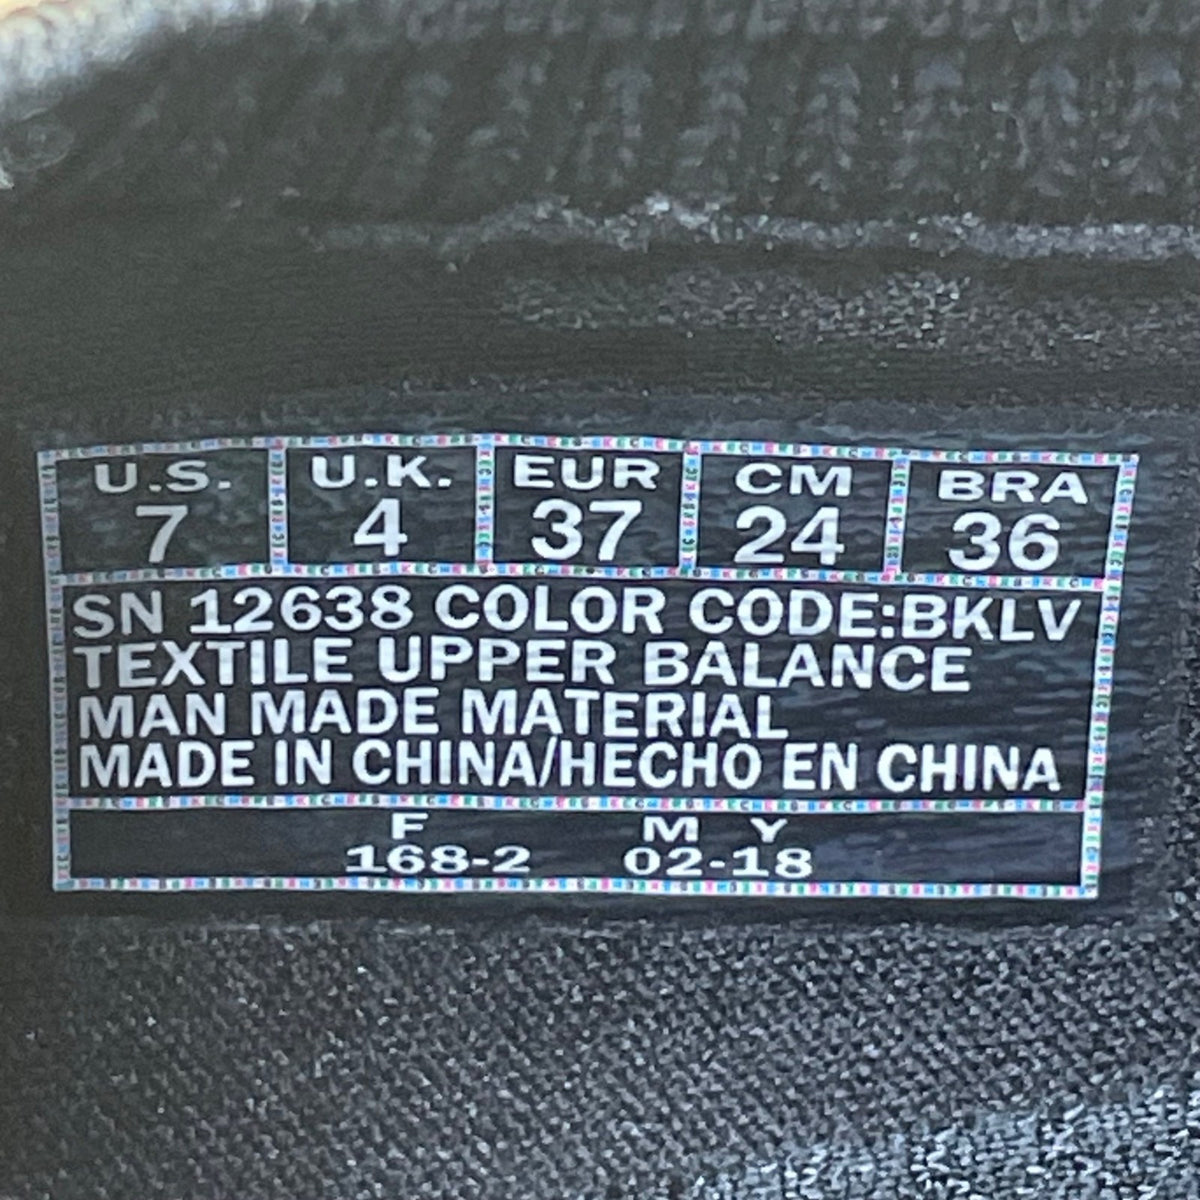 U.S. U.K. EUR CM BRA
7 4 37 24 36
SN 12638 COLOR CODE:BKLV
TEXTILE UPPER BALANCE
MAN MADE MATERIAL
MADE IN CHINA/HECHO EN CHINA
F M Y
168-2 02-18